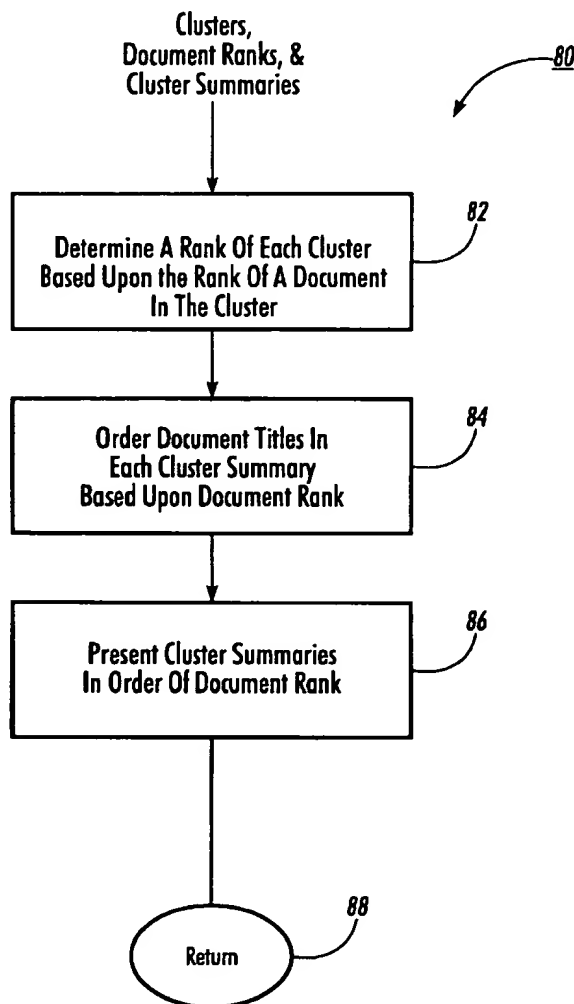 Clusters,
Document Ranks, &
Cluster Summaries
80
82
Determine A Rank Of Each Cluster
Based Upon the Rank Of A Document
In The Cluster
84
Order Document Titles In
Each Cluster Summary
Based Upon Document Rank
86
Present Cluster Summaries
In Order Of Document Rank
88
Return